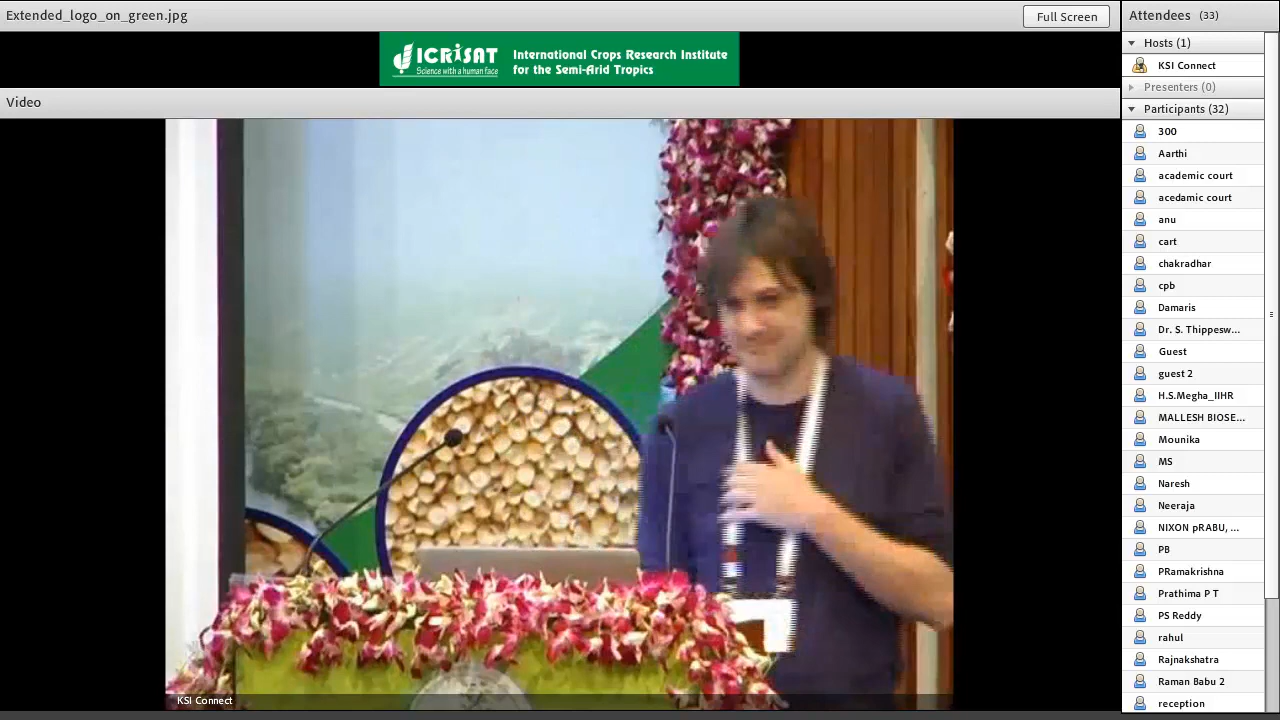 Extended_logo_on_green.jpg
Full Screen
ICRISAT
Science with a human face
International Crops Research Institute
for the Semi-Arid Tropics
Video
KSI Connect
Attendees (33)
Hosts (1)
KSI Connect
Presenters (0)
Participants (32)
300
Aarthi
academic court
acedamic court
anu
cart
chakradhar
cpb
Damaris
Dr. S. Thippesw...
Guest
guest 2
H.S.Megha_IIHR
MALLESH BIOSE...
Mounika
MS
Naresh
Neeraja
NIXON pRABU, ...
PB
PRamakrishna
Prathima P T
PS Reddy
rahul
Rajnakshatra
Raman Babu 2
reception